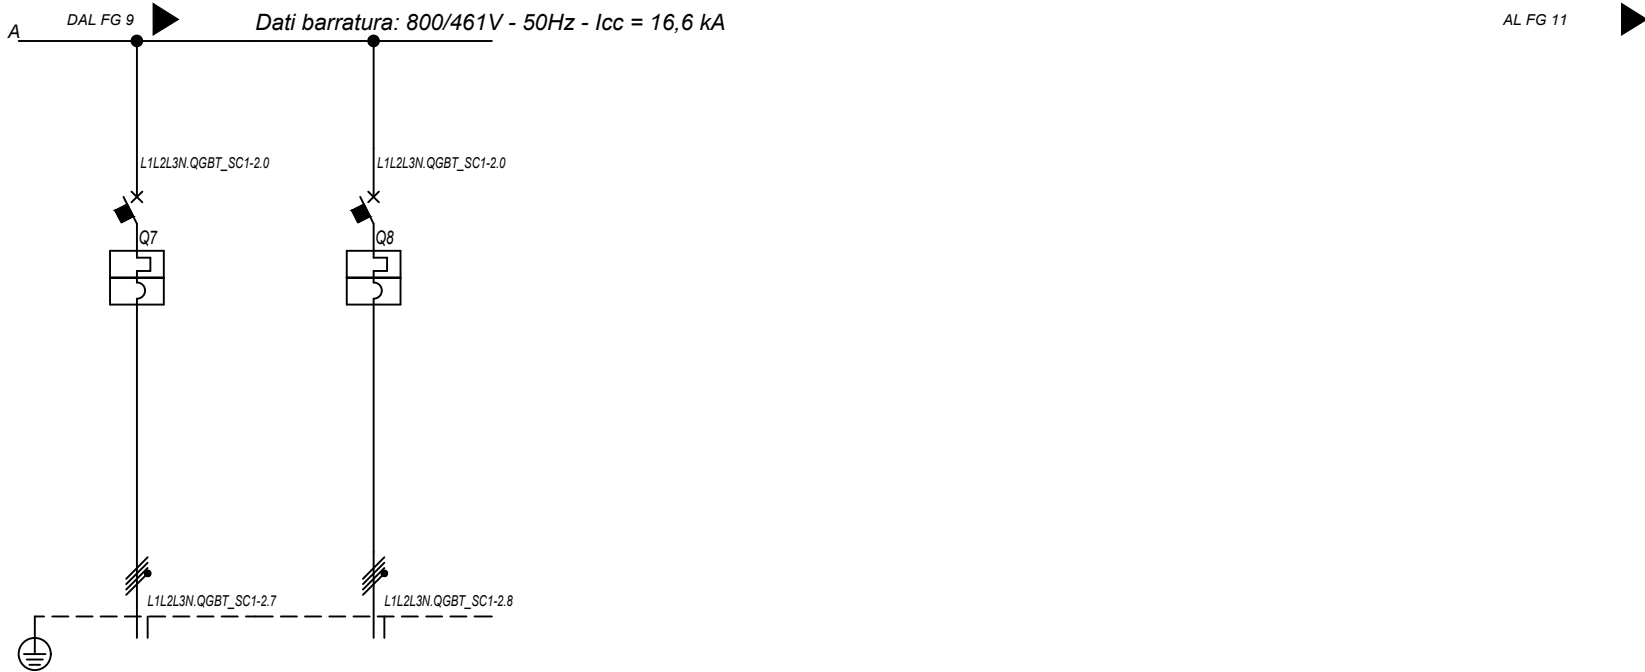 A DAL FG 9 Dati barratura: 800/461V - 50Hz - Icc = 16,6 kA AL FG 11
L1L2L3N.QGBT_SC1-2.0 L1L2L3N.QGBT_SC1-2.0
Q7 Q8
L1L2L3N.QGBT_SC1-2.7 L1L2L3N.QGBT_SC1-2.8